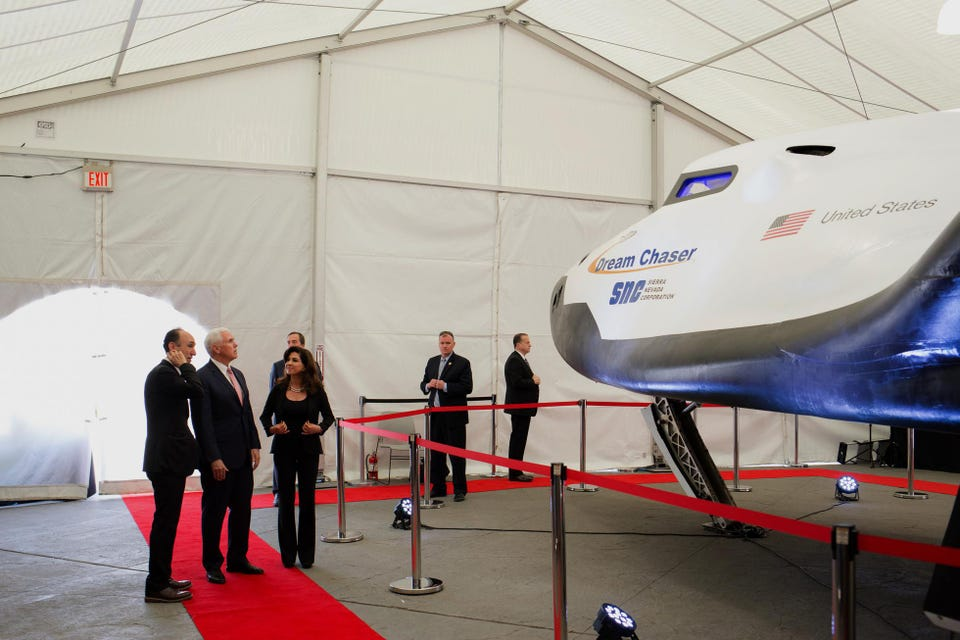 EXIT
Dream Chaser
United States
snc
SIERRA
NEVADA
CORPORATION